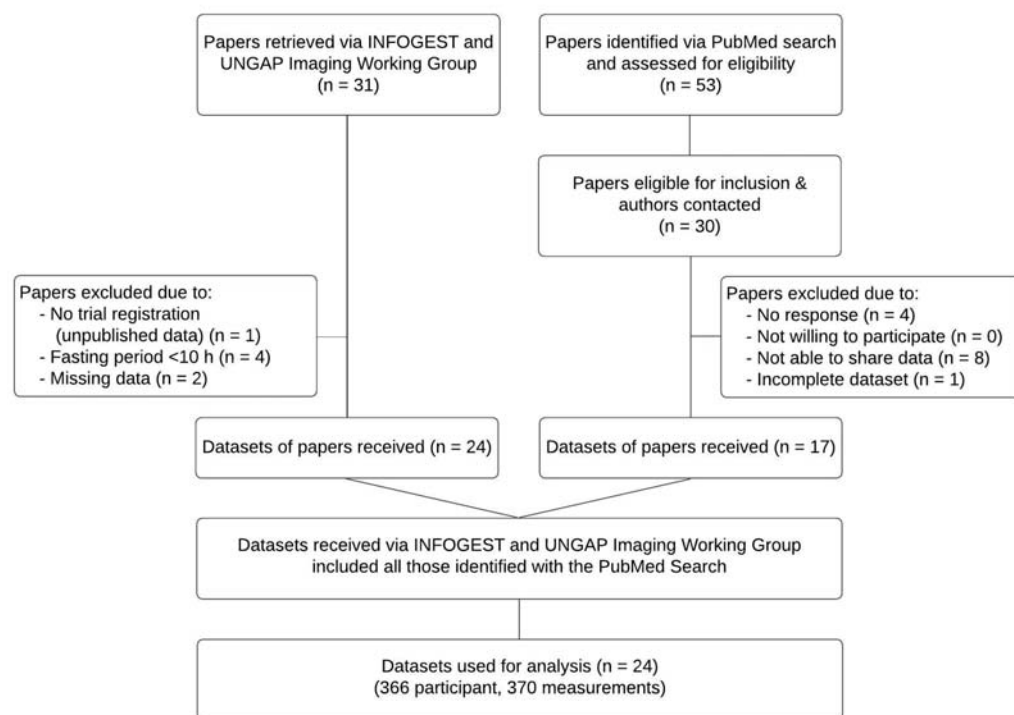 Papers retrieved via INFOGEST and
UNGAP Imaging Working Group
(n = 31)
Papers identified via PubMed search
and assessed for eligibility
(n = 53)
Papers eligible for inclusion &
authors contacted
(n = 30)
Papers excluded due to:
- No trial registration
(unpublished data) (n = 1)
- Fasting period <10 h (n = 4)
- Missing data (n = 2)
Papers excluded due to:
- No response (n = 4)
- Not willing to participate (n = 0)
- Not able to share data (n = 8)
- Incomplete dataset (n = 1)
Datasets of papers received (n = 24)
Datasets of papers received (n = 17)
Datasets received via INFOGEST and UNGAP Imaging Working Group
included all those identified with the PubMed Search
Datasets used for analysis (n = 24)
(366 participant, 370 measurements)